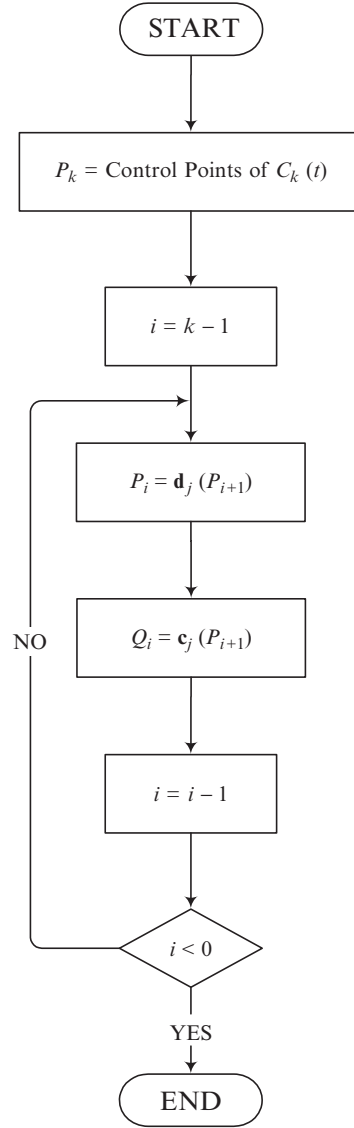 START
P_k = Control Points of C_k (t)
i = k – 1
P_i = d_j (P_{i+1})
Q_i = c_j (P_{i+1})
NO
i = i – 1
i < 0
YES
END